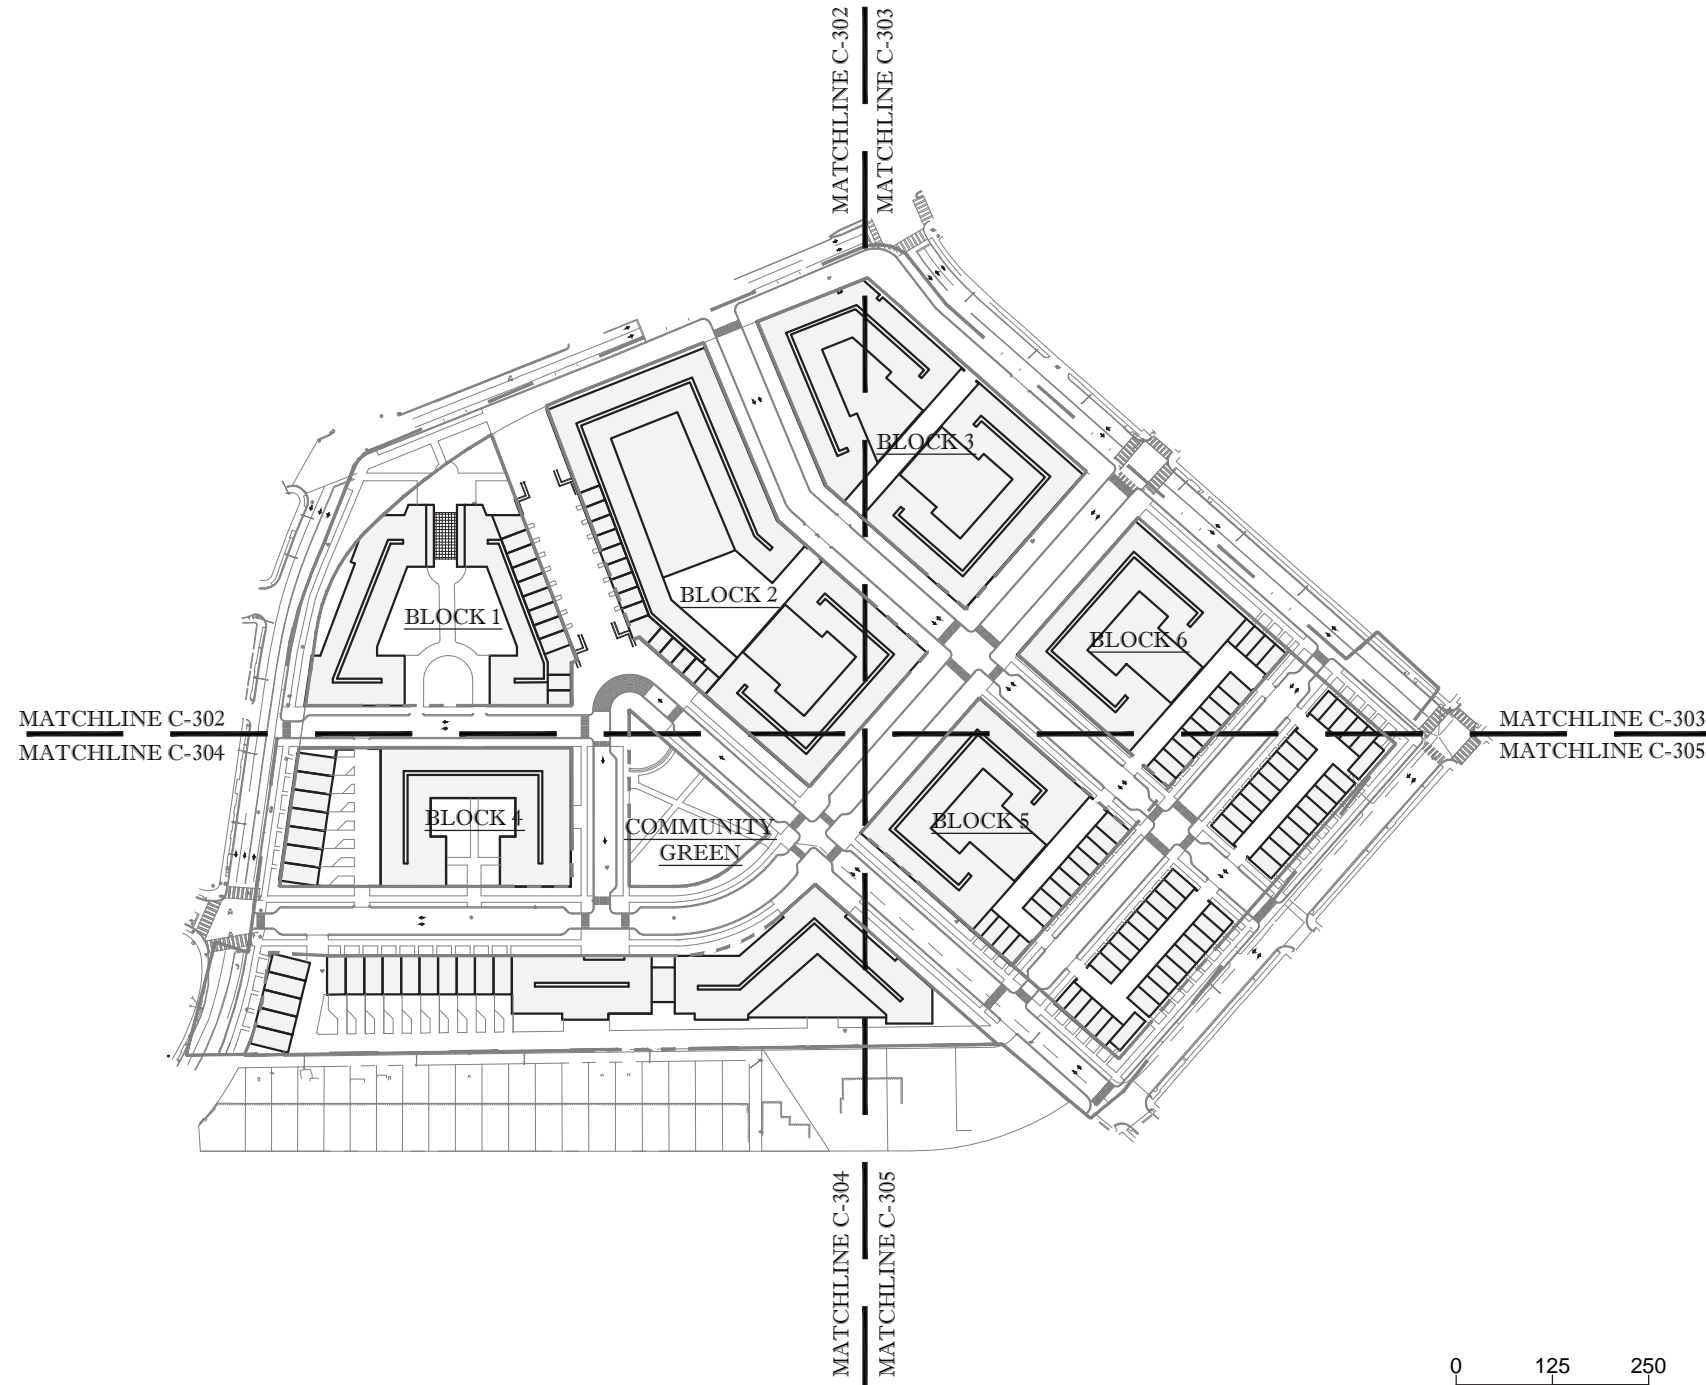 MATCHLINE C-302
MATCHLINE C-303
BLOCK 3
BLOCK 2
BLOCK 1
BLOCK 6
MATCHLINE C-302
MATCHLINE C-304
MATCHLINE C-303
MATCHLINE C-305
BLOCK 4
COMMUNITY
GREEN
BLOCK 5
MATCHLINE C-304
MATCHLINE C-305
0 125 250